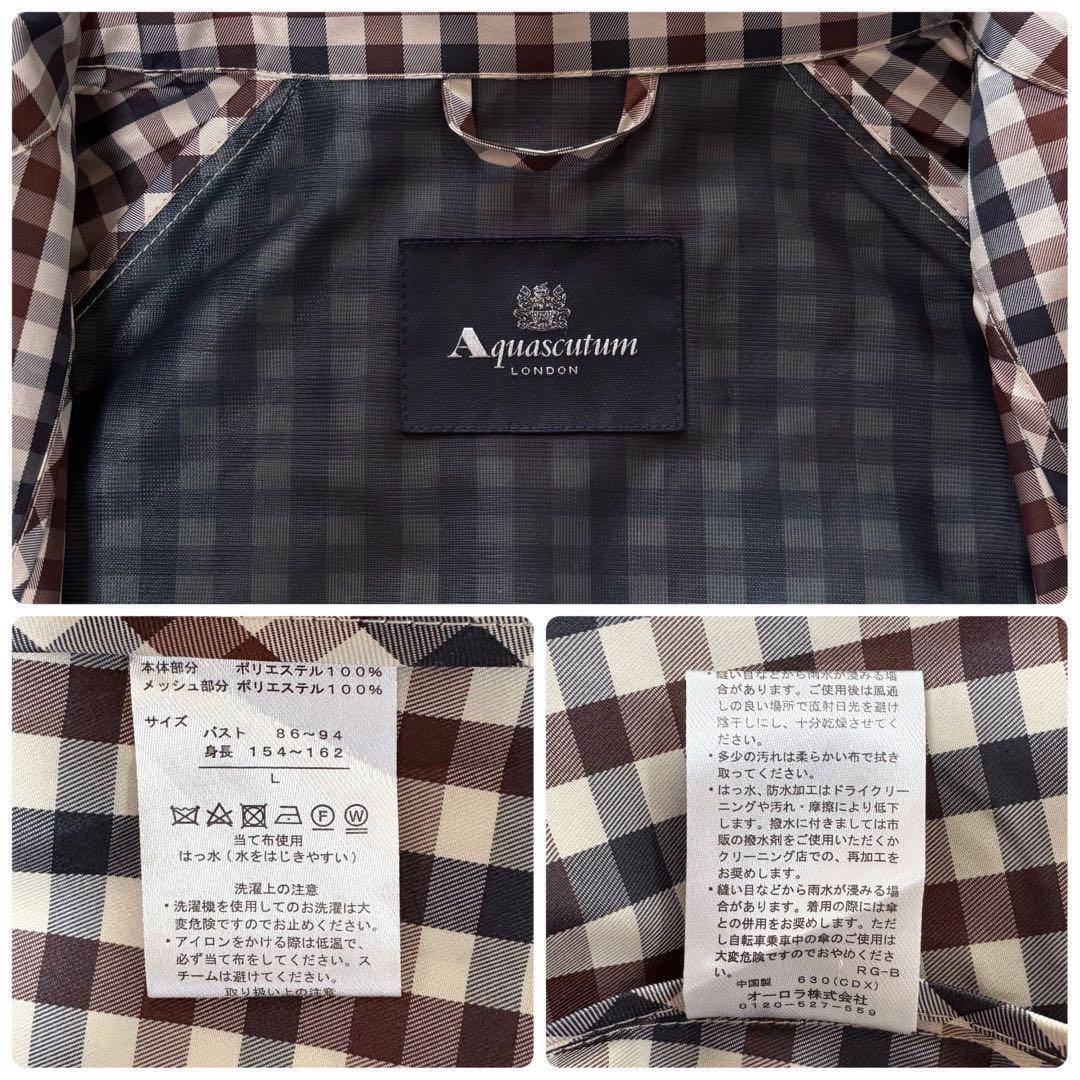 Aquascutum
LONDON
本体部分 ポリエステル100%
メッシュ部分 ポリエステル100%
サイズ
バスト 86~94
身長 154~162
L
F W
当て布使用
はっ水(水をはじきやすい)
洗濯上の注意
・洗濯機を使用してのお洗濯は大
変危険ですのでお止めください。
・アイロンをかける際は低温で、
必ず当て布をしてください。ス
チームは避けてください。
取り扱い上の注意
・縫い目などから雨水が浸みる場
合があります。ご使用後は風通
しの良い場所で直射日光を避け
陰干しにし、十分乾燥させてく
ださい。
・多少の汚れは柔らかい布で拭き
取ってください。
・はっ水、防水加工はドライクリー
ニングや汚れ・摩擦により低下
します。撥水に付きましては市
販の撥水剤をご使用いただくか
クリーニング店での、再加工を
お奨めします。
・縫い目などから雨水が浸みる場
合があります。着用の際には傘
との併用をお奨めします。ただ
し自転車乗車中の傘のご使用は
大変危険ですのでおやめくださ
い。 RG-B
中国製 630(CDX)
オーロラ株式会社
0120-527-559